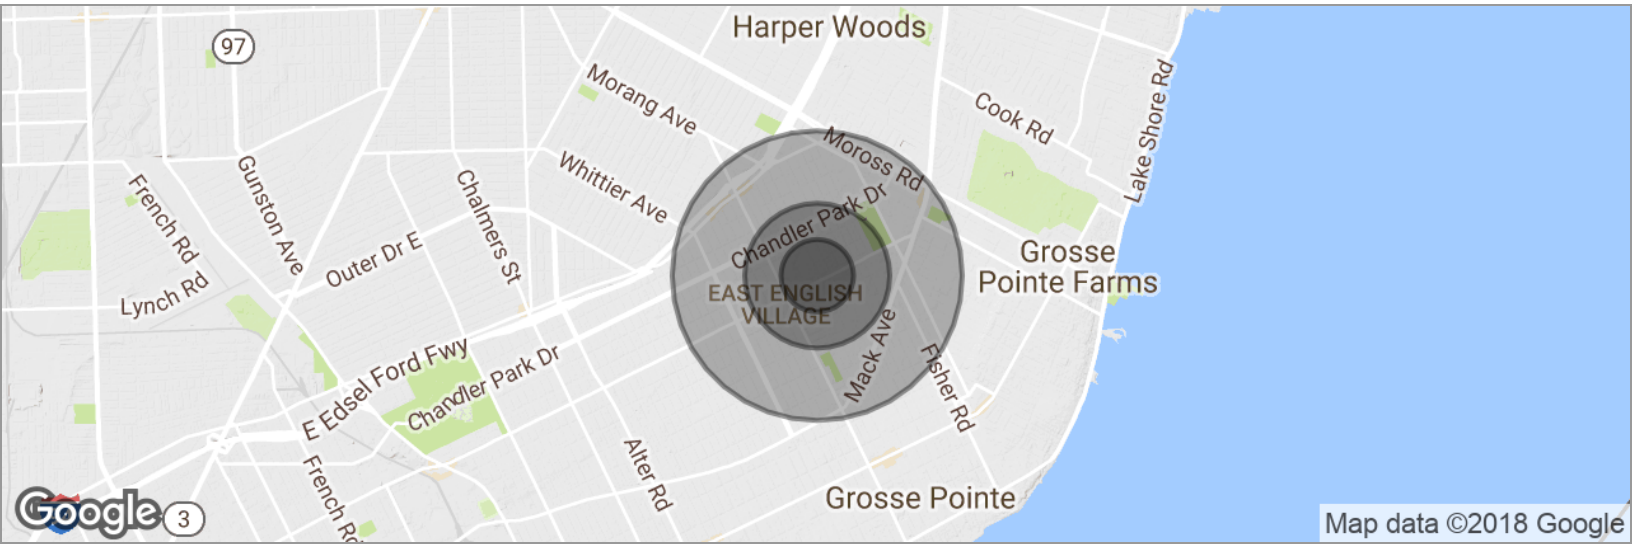 Harper Woods
97
Morang Ave
Cook Rd
Lake Shore Rd
Moross Rd
Whittier Ave
Gunston Ave
French Rd
Chalmers St
Chandler Park Dr
Outer Dr E
Grosse
Pointe Farms
Lynch Rd
EAST ENGLISH
VILLAGE
Mack Ave
E Edsel Ford Fwy
Chandler Park Dr
Fisher Rd
Alter Rd
French Rd
Grosse Pointe
Google
3
Map data ©2018 Google